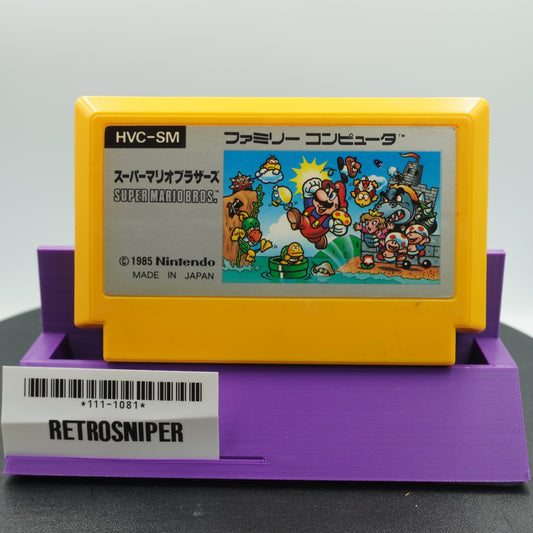 HVC-SM
ファミリー コンピュータ™
スーパーマリオブラザーズ
SUPER MARIO BROS.™
©1985 Nintendo
MADE IN JAPAN
*111-1081*
RETROSNIPER